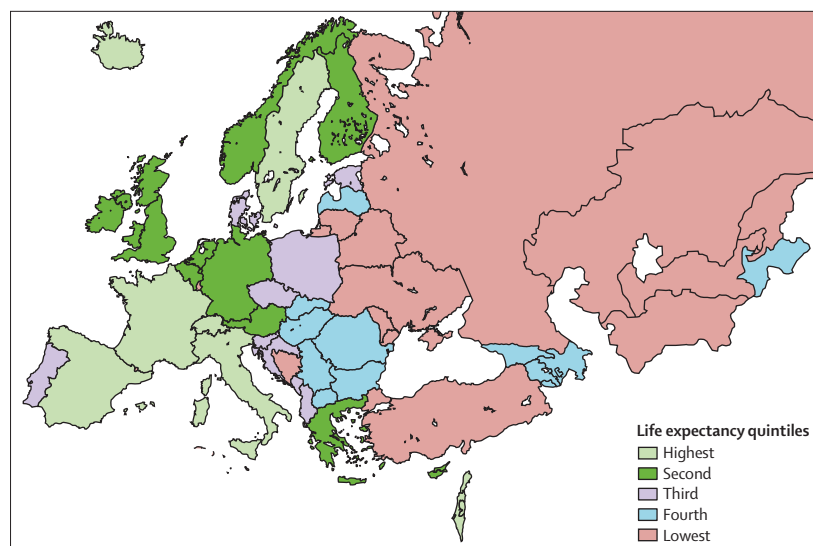 Life expectancy quintiles
Highest
Second
Third
Fourth
Lowest